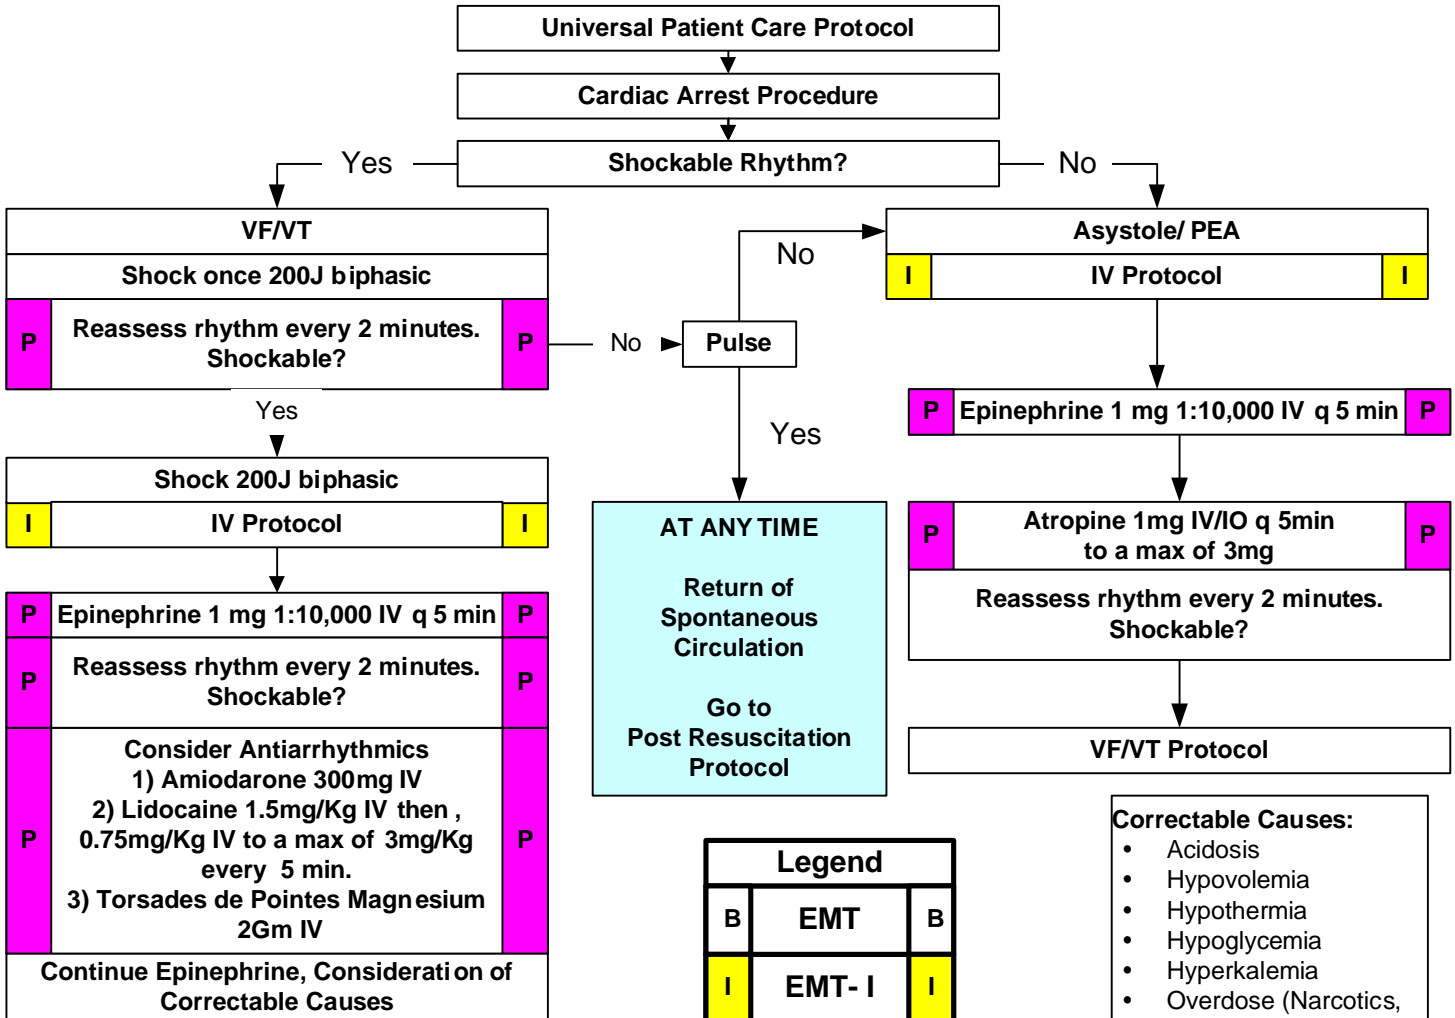 Universal Patient Care Protocol
Cardiac Arrest Procedure
Shockable Rhythm?
Yes
No
VF/VT
Shock once 200J biphasic
P
Reassess rhythm every 2 minutes.
Shockable?
P
No
Pulse
No
Yes
Yes
Shock 200J biphasic
I
IV Protocol
I
P
Epinephrine 1 mg 1:10,000 IV q 5 min
P
P
Reassess rhythm every 2 minutes.
Shockable?
P
P
Consider Antiarrhythmics
1) Amiodarone 300mg IV
2) Lidocaine 1.5mg/Kg IV then ,
0.75mg/Kg IV to a max of 3mg/Kg
every 5 min.
3) Torsades de Pointes Magnesium
2Gm IV
P
Continue Epinephrine, Consideration of
Correctable Causes
AT ANY TIME
Return of
Spontaneous
Circulation
Go to
Post Resuscitation
Protocol
Asystole/ PEA
I
IV Protocol
I
P
Epinephrine 1 mg 1:10,000 IV q 5 min
P
P
Atropine 1mg IV/IO q 5min
to a max of 3mg
P
Reassess rhythm every 2 minutes.
Shockable?
VF/VT Protocol
Legend
B
EMT
B
I
EMT- I
I
Correctable Causes:
• Acidosis
• Hypovolemia
• Hypothermia
• Hypoglycemia
• Hyperkalemia
• Overdose (Narcotics,